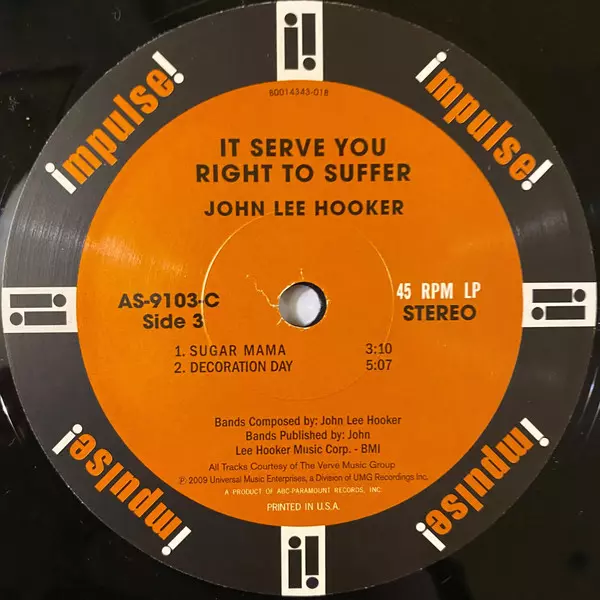 impulse!
impulse!
80014343-018
IT SERVE YOU
RIGHT TO SUFFER
JOHN LEE HOOKER
AS-9103-C
Side 3
45 RPM LP
STEREO
1. SUGAR MAMA 3:10
2. DECORATION DAY 5:07
Bands Composed by: John Lee Hooker
Bands Published by: John
Lee Hooker Music Corp. - BMI
All Tracks Courtesy of The Verve Music Group
℗ 2009 Universal Music Enterprises, a Division of UMG Recordings Inc.
A PRODUCT OF ABC-PARAMOUNT RECORDS, INC.
PRINTED IN U.S.A.
impulse!
impulse!